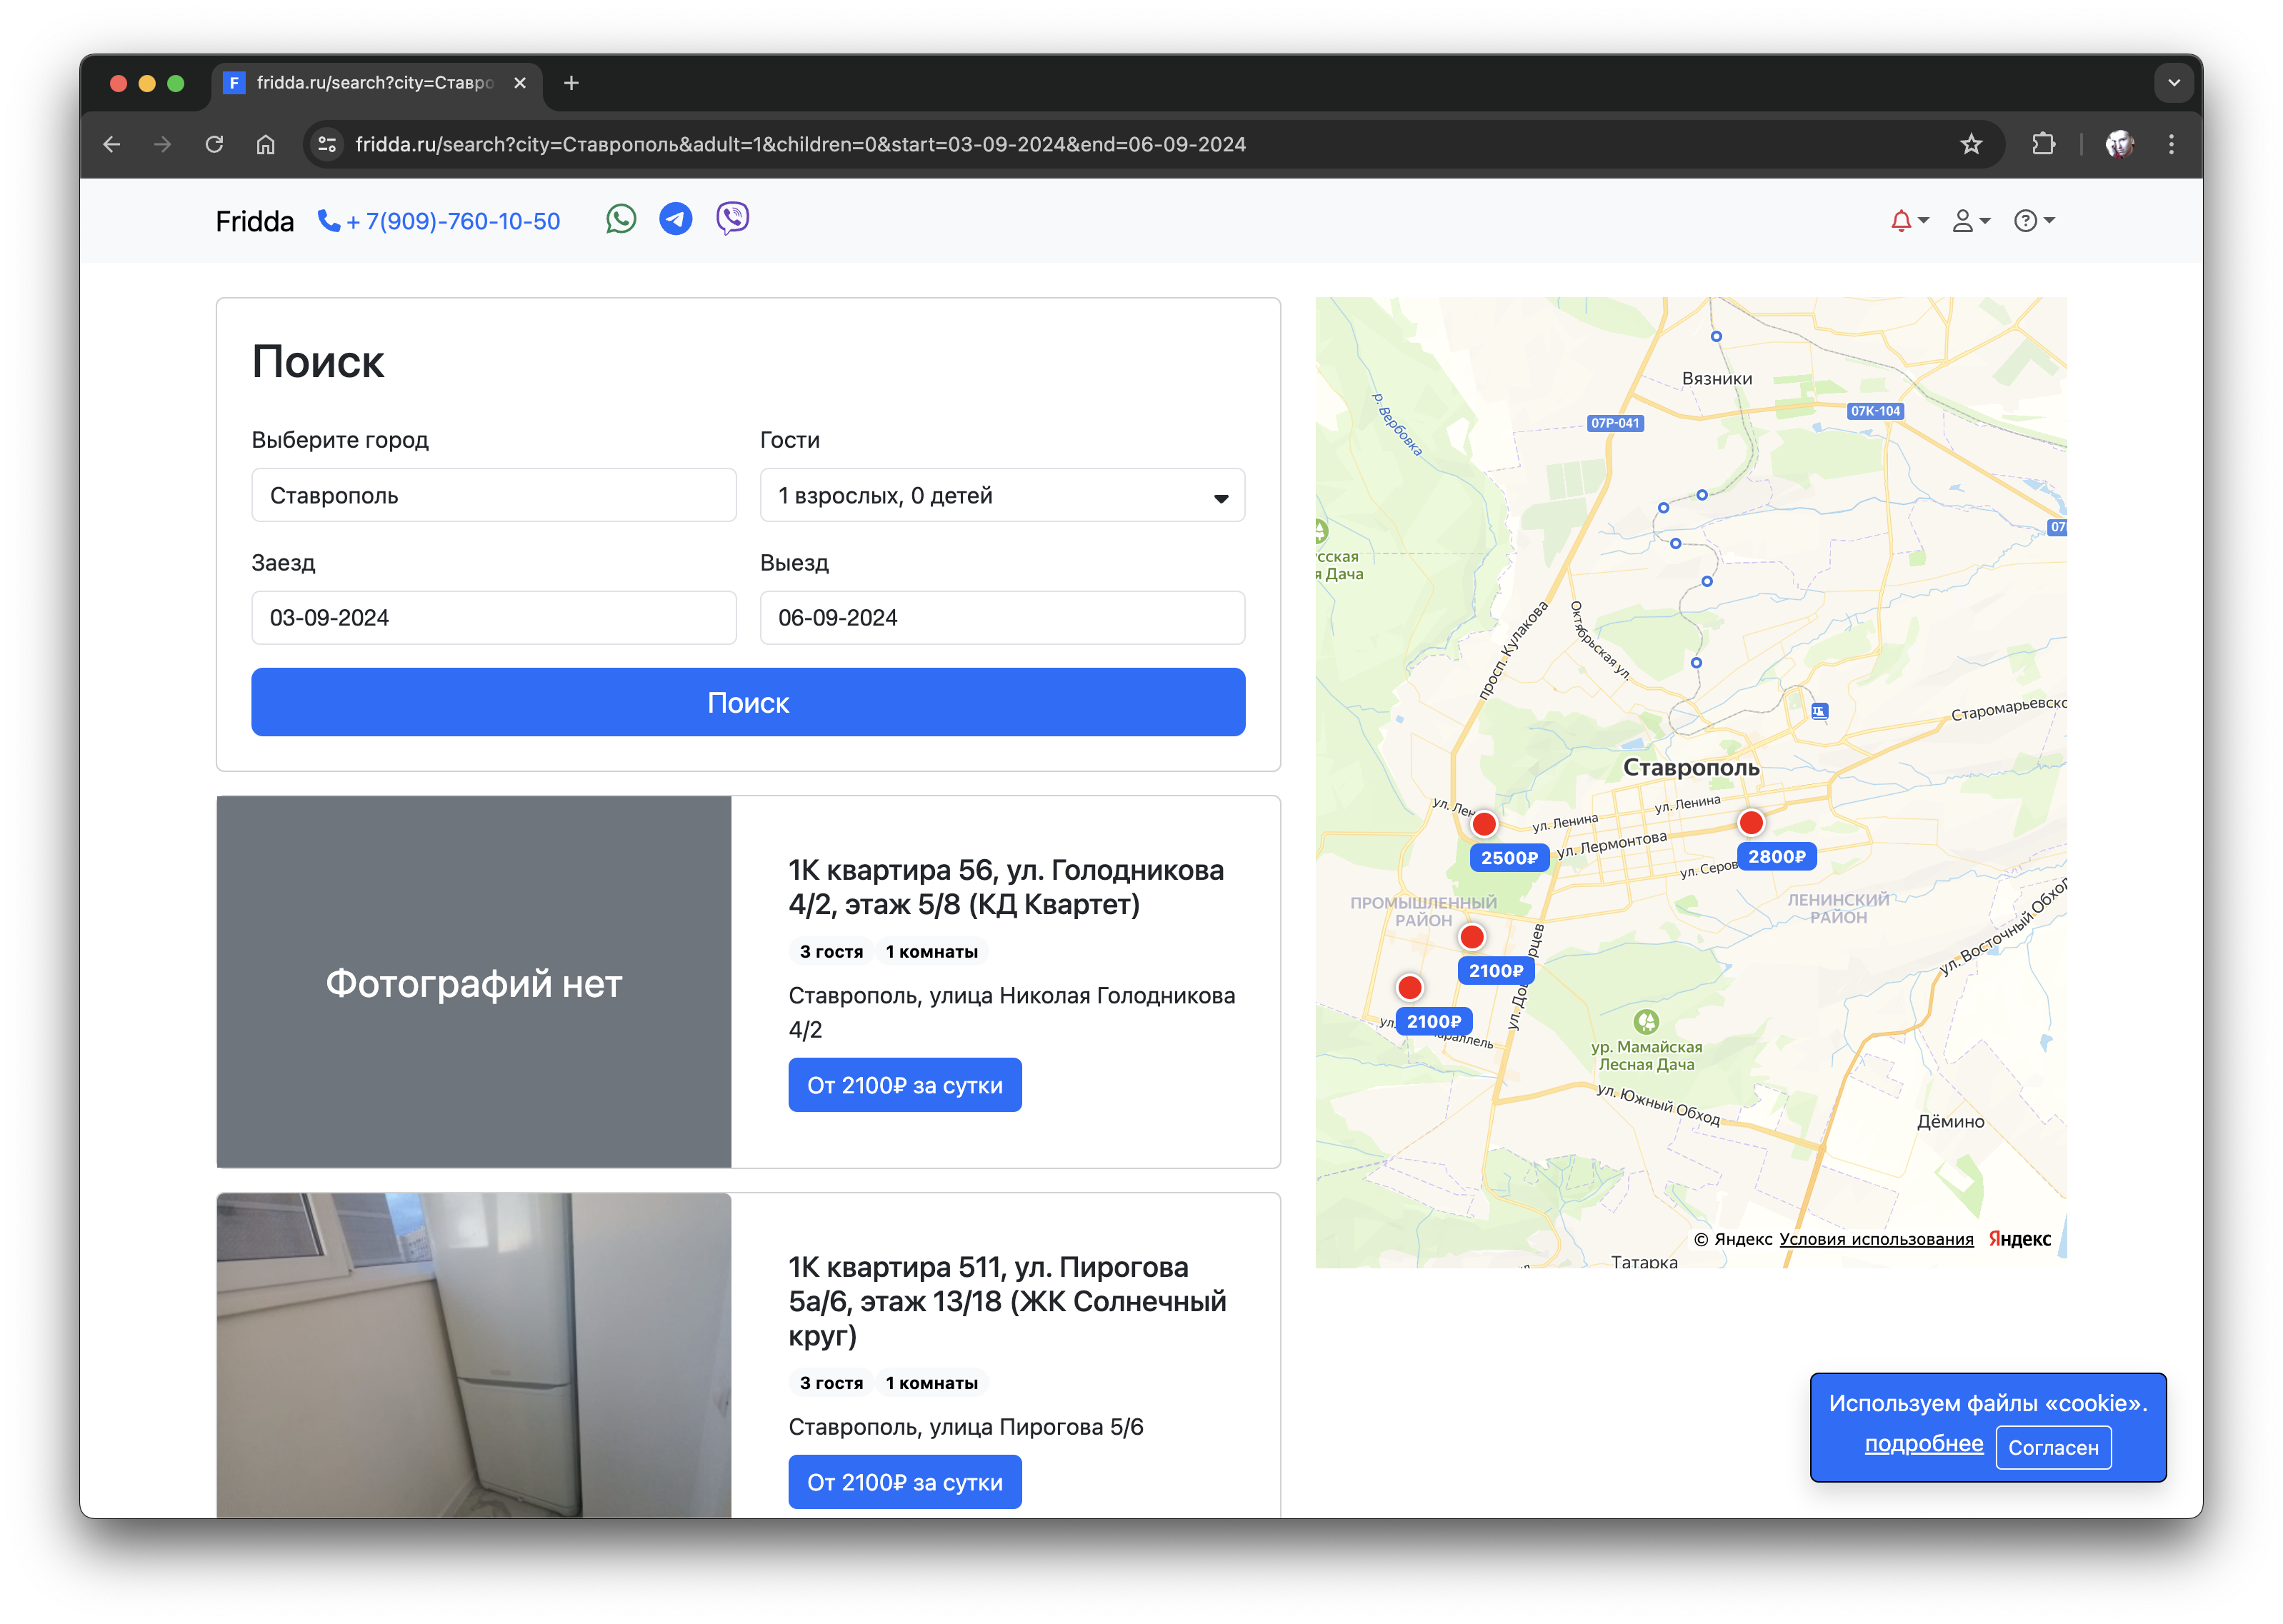 F fridda.ru/search?city=Ставро
fridda.ru/search?city=Ставрополь&adult=1&children=0&start=03-09-2024&end=06-09-2024
Fridda + 7(909)-760-10-50
Поиск
Выберите город
Гости
Ставрополь
1 взрослых, 0 детей
Заезд
Выезд
03-09-2024
06-09-2024
Поиск
Фотографий нет
1К квартира 56, ул. Голодникова
4/2, этаж 5/8 (КД Квартет)
3 гостя 1 комнаты
Ставрополь, улица Николая Голодникова
4/2
От 2100₽ за сутки
1К квартира 511, ул. Пирогова
5а/6, этаж 13/18 (ЖК Солнечный
круг)
3 гостя 1 комнаты
Ставрополь, улица Пирогова 5/6
От 2100₽ за сутки
Вязники
р. Вербовка
07К-104
07Р-041
07
сская
я Дача
просп. Кулакова
Октябрьская ул.
Старомарьевско
Ставрополь
ул. Лен
ул. Ленина
ул. Ленина
ул. Лермонтова
ул. Серов
2500₽
2800₽
ПРОМЫШЛЕННЫЙ
РАЙОН
ЛЕНИНСКИЙ
РАЙОН
ул. Восточный Обход
2100₽
ул. До рцев
2100₽
ул. араллель
ур. Мамайская
Лесная Дача
ул. Южный Обход
Дёмино
Татарка
© Яндекс Условия использования Яндекс
Используем файлы «cookie».
подробнее Согласен